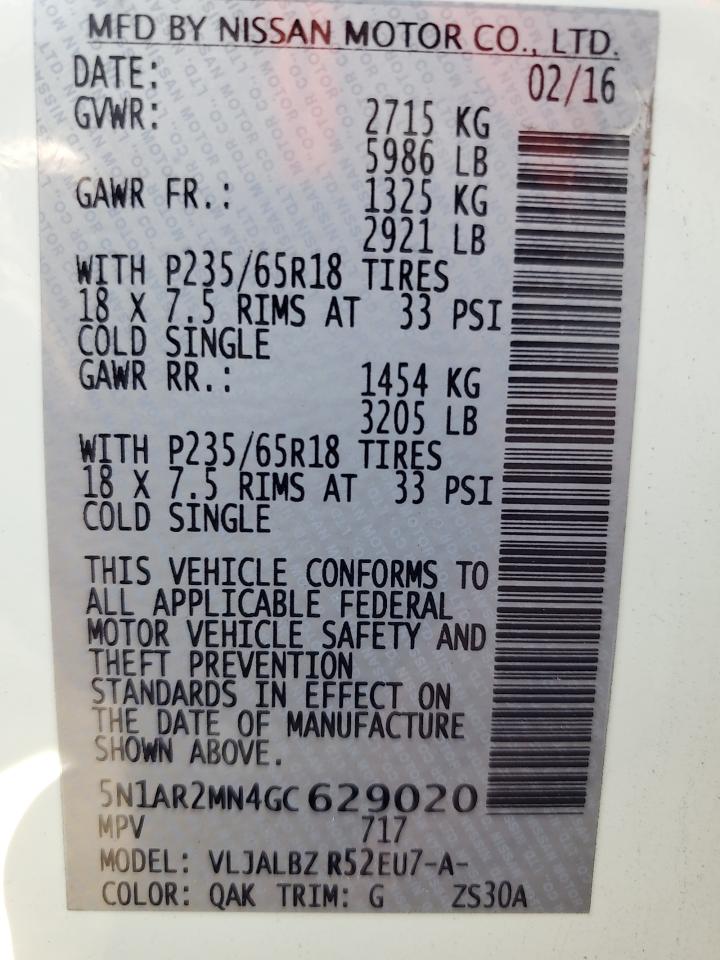 MFD BY NISSAN MOTOR CO., LTD.
DATE: 02/16
GVWR: 2715 KG
5986 LB
GAWR FR.: 1325 KG
2921 LB
WITH P235/65R18 TIRES
18 X 7.5 RIMS AT 33 PSI
COLD SINGLE
GAWR RR.: 1454 KG
3205 LB
WITH P235/65R18 TIRES
18 X 7.5 RIMS AT 33 PSI
COLD SINGLE
THIS VEHICLE CONFORMS TO
ALL APPLICABLE FEDERAL
MOTOR VEHICLE SAFETY AND
THEFT PREVENTION
STANDARDS IN EFFECT ON
THE DATE OF MANUFACTURE
SHOWN ABOVE.
5N1AR2MN4GC 629020
MPV 717
MODEL: VLJALBZ R52EU7-A-
COLOR: QAK TRIM: G ZS30A